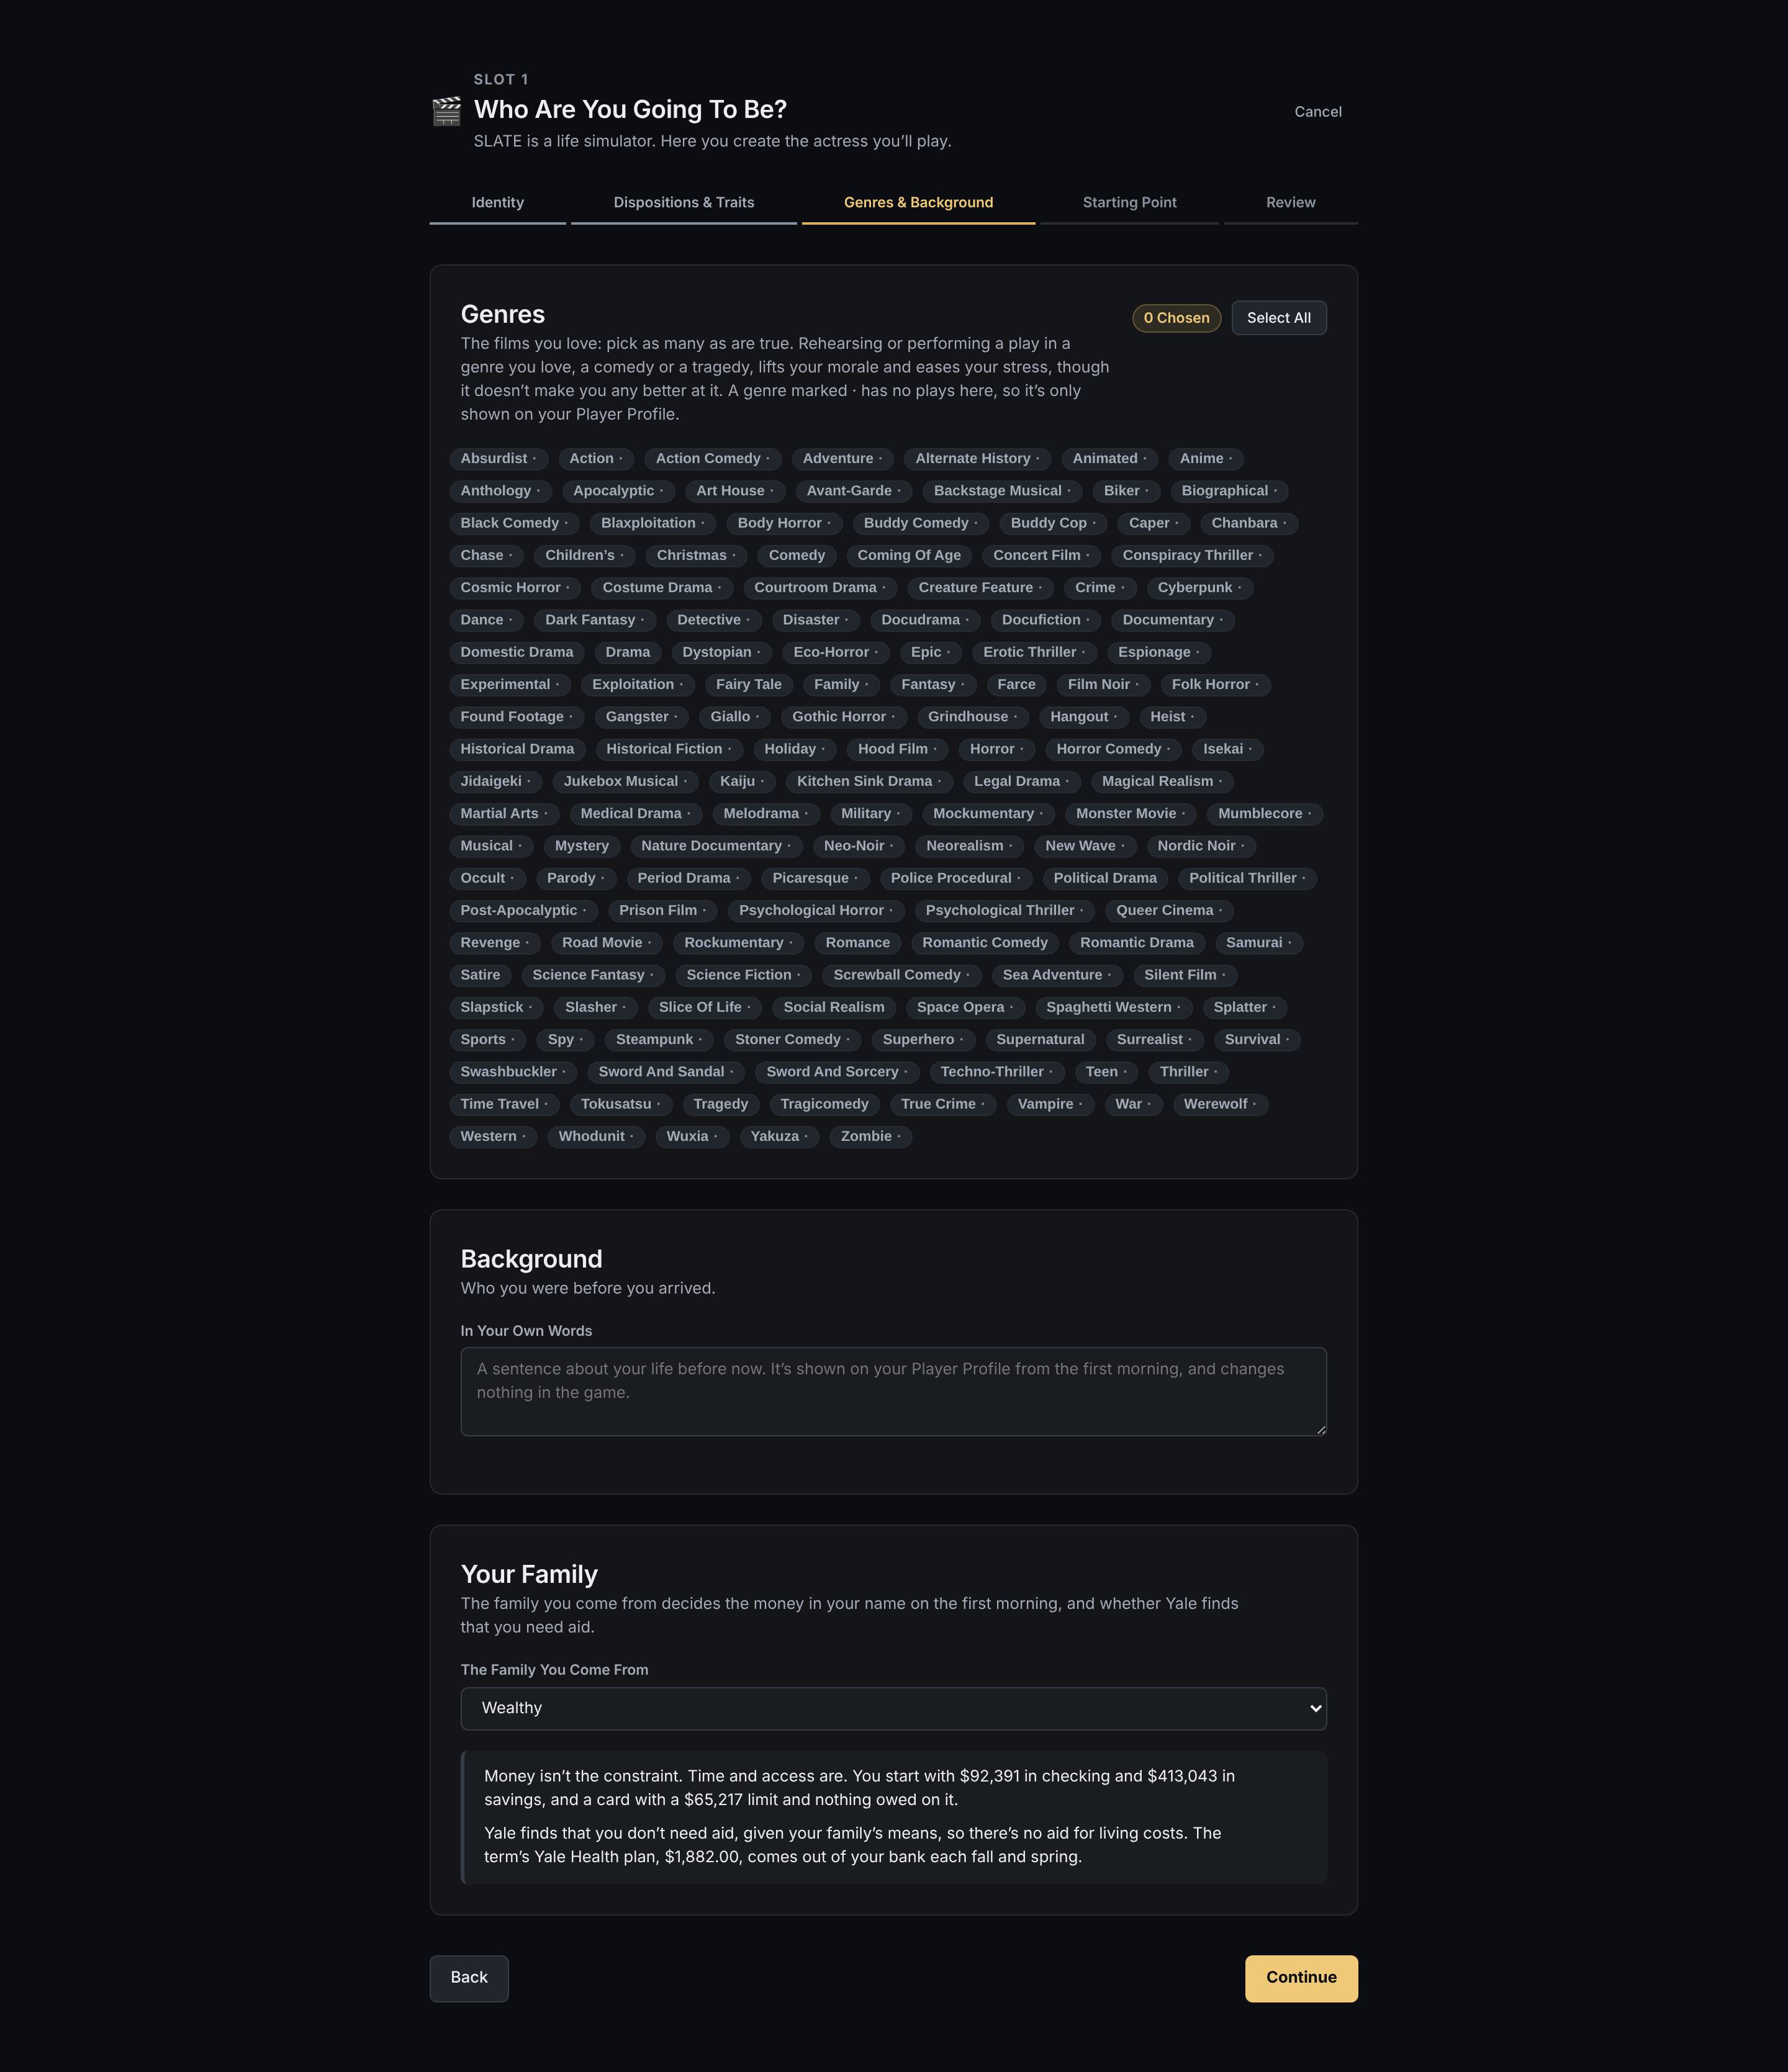 SLOT 1
🎬 Who Are You Going To Be?
Cancel
SLATE is a life simulator. Here you create the actress you’ll play.
Identity
Dispositions & Traits
Genres & Background
Starting Point
Review
Genres
0 Chosen
Select All
The films you love: pick as many as are true. Rehearsing or performing a play in a
genre you love, a comedy or a tragedy, lifts your morale and eases your stress, though
it doesn’t make you any better at it. A genre marked · has no plays here, so it’s only
shown on your Player Profile.
Absurdist · Action · Action Comedy · Adventure · Alternate History · Animated · Anime ·
Anthology · Apocalyptic · Art House · Avant-Garde · Backstage Musical · Biker · Biographical ·
Black Comedy · Blaxploitation · Body Horror · Buddy Comedy · Buddy Cop · Caper · Chanbara ·
Chase · Children’s · Christmas · Comedy Coming Of Age Concert Film · Conspiracy Thriller ·
Cosmic Horror · Costume Drama · Courtroom Drama · Creature Feature · Crime · Cyberpunk ·
Dance · Dark Fantasy · Detective · Disaster · Docudrama · Docufiction · Documentary ·
Domestic Drama Drama Dystopian · Eco-Horror · Epic · Erotic Thriller · Espionage ·
Experimental · Exploitation · Fairy Tale Family · Fantasy · Farce Film Noir · Folk Horror ·
Found Footage · Gangster · Giallo · Gothic Horror · Grindhouse · Hangout · Heist ·
Historical Drama Historical Fiction · Holiday · Hood Film · Horror · Horror Comedy · Isekai ·
Jidaigeki · Jukebox Musical · Kaiju · Kitchen Sink Drama · Legal Drama · Magical Realism ·
Martial Arts · Medical Drama · Melodrama · Military · Mockumentary · Monster Movie · Mumblecore ·
Musical · Mystery Nature Documentary · Neo-Noir · Neorealism · New Wave · Nordic Noir ·
Occult · Parody · Period Drama · Picaresque · Police Procedural · Political Drama Political Thriller ·
Post-Apocalyptic · Prison Film · Psychological Horror · Psychological Thriller · Queer Cinema ·
Revenge · Road Movie · Rockumentary · Romance Romantic Comedy Romantic Drama Samurai ·
Satire Science Fantasy · Science Fiction · Screwball Comedy · Sea Adventure · Silent Film ·
Slapstick · Slasher · Slice Of Life · Social Realism Space Opera · Spaghetti Western · Splatter ·
Sports · Spy · Steampunk · Stoner Comedy · Superhero · Supernatural Surrealist · Survival ·
Swashbuckler · Sword And Sandal · Sword And Sorcery · Techno-Thriller · Teen · Thriller ·
Time Travel · Tokusatsu · Tragedy Tragicomedy True Crime · Vampire · War · Werewolf ·
Western · Whodunit · Wuxia · Yakuza · Zombie ·
Background
Who you were before you arrived.
In Your Own Words
A sentence about your life before now. It’s shown on your Player Profile from the first morning, and changes
nothing in the game.
Your Family
The family you come from decides the money in your name on the first morning, and whether Yale finds
that you need aid.
The Family You Come From
Wealthy
Money isn’t the constraint. Time and access are. You start with $92,391 in checking and $413,043 in
savings, and a card with a $65,217 limit and nothing owed on it.
Yale finds that you don’t need aid, given your family’s means, so there’s no aid for living costs. The
term’s Yale Health plan, $1,882.00, comes out of your bank each fall and spring.
Back
Continue